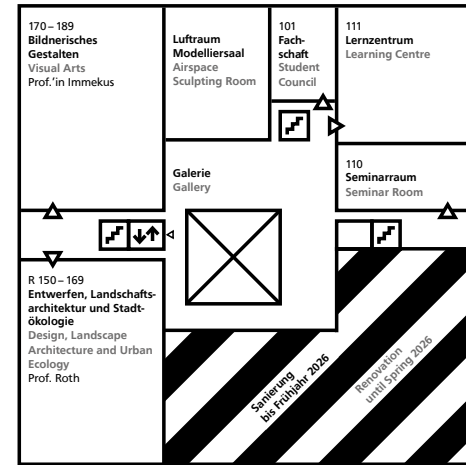 170 – 189
Bildnerisches
Gestalten
Visual Arts
Prof.’in Immekus
Luftraum
Modelliersaal
Airspace
Sculpting Room
101
Fach-
schaft
Student
Council
111
Lernzentrum
Learning Centre
110
Seminarraum
Seminar Room
Galerie
Gallery
R 150 – 169
Entwerfen, Landschafts-
architektur und Stadt-
ökologie
Design, Landscape
Architecture and Urban
Ecology
Prof. Roth
Sanierung
bis Frühjahr 2026
Renovation
until Spring 2026